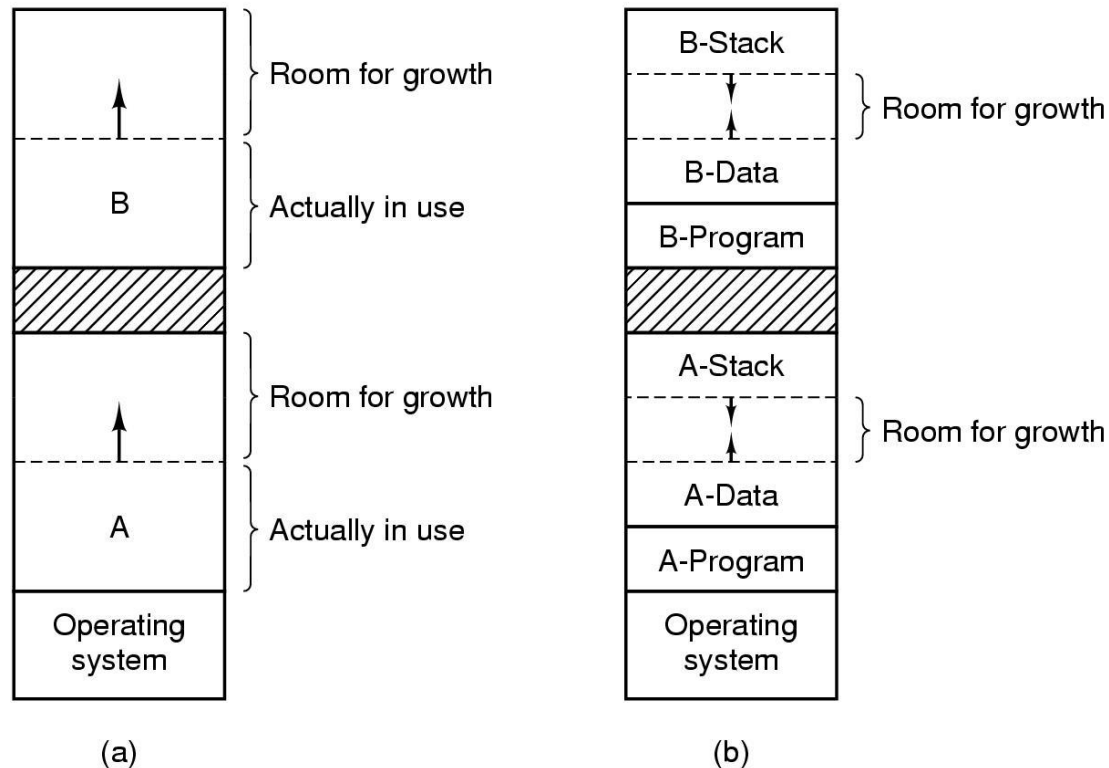 Room for growth
B
Actually in use
Room for growth
A
Actually in use
Operating
system
(a)
B-Stack
Room for growth
B-Data
B-Program
A-Stack
Room for growth
A-Data
A-Program
Operating
system
(b)